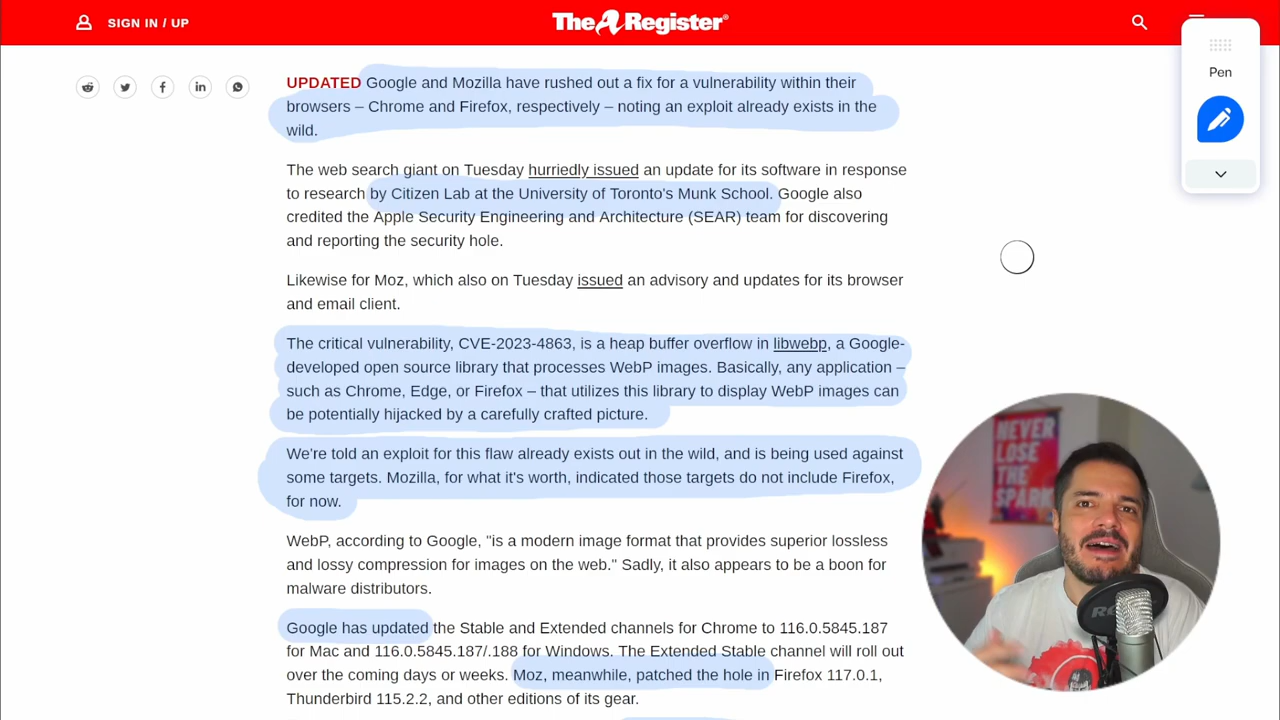 SIGN IN / UP
The Register®
Pen
UPDATED Google and Mozilla have rushed out a fix for a vulnerability within their
browsers – Chrome and Firefox, respectively – noting an exploit already exists in the
wild.
The web search giant on Tuesday hurriedly issued an update for its software in response
to research by Citizen Lab at the University of Toronto's Munk School. Google also
credited the Apple Security Engineering and Architecture (SEAR) team for discovering
and reporting the security hole.
Likewise for Moz, which also on Tuesday issued an advisory and updates for its browser
and email client.
The critical vulnerability, CVE-2023-4863, is a heap buffer overflow in libwebp, a Google-
developed open source library that processes WebP images. Basically, any application –
such as Chrome, Edge, or Firefox – that utilizes this library to display WebP images can
be potentially hijacked by a carefully crafted picture.
We're told an exploit for this flaw already exists out in the wild, and is being used against
some targets. Mozilla, for what it's worth, indicated those targets do not include Firefox,
for now.
WebP, according to Google, "is a modern image format that provides superior lossless
and lossy compression for images on the web." Sadly, it also appears to be a boon for
malware distributors.
Google has updated the Stable and Extended channels for Chrome to 116.0.5845.187
for Mac and 116.0.5845.187/.188 for Windows. The Extended Stable channel will roll out
over the coming days or weeks. Moz, meanwhile, patched the hole in Firefox 117.0.1,
Thunderbird 115.2.2, and other editions of its gear.
NEVER
LOSE
THE
SPARK